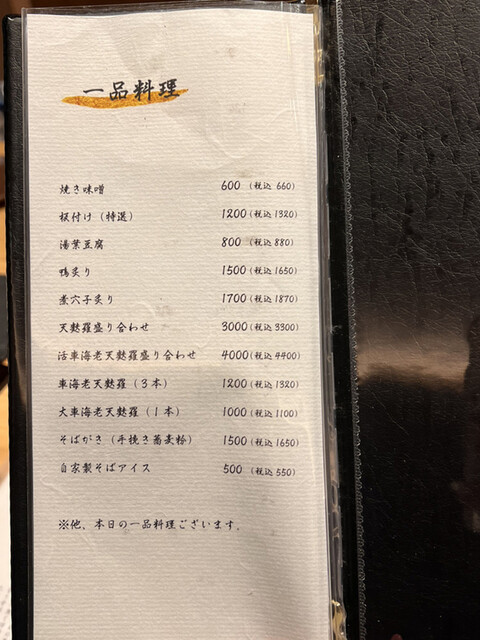 一品料理
焼き味噌 600 (税込 660)
板付け (特選) 1200 (税込 1320)
湯葉豆腐 800 (税込 880)
鴨炙り 1500 (税込 1650)
煮穴子炙り 1700 (税込 1870)
天麩羅盛り合わせ 3000 (税込 3300)
活車海老天麩羅盛り合わせ 4000 (税込 4400)
車海老天麩羅 (3本) 1200 (税込 1320)
大車海老天麩羅 (1本) 1000 (税込 1100)
そばがき (手挽き蕎麦粉) 1500 (税込 1650)
自家製そばアイス 500 (税込 550)
※他、本日の一品料理ございます。